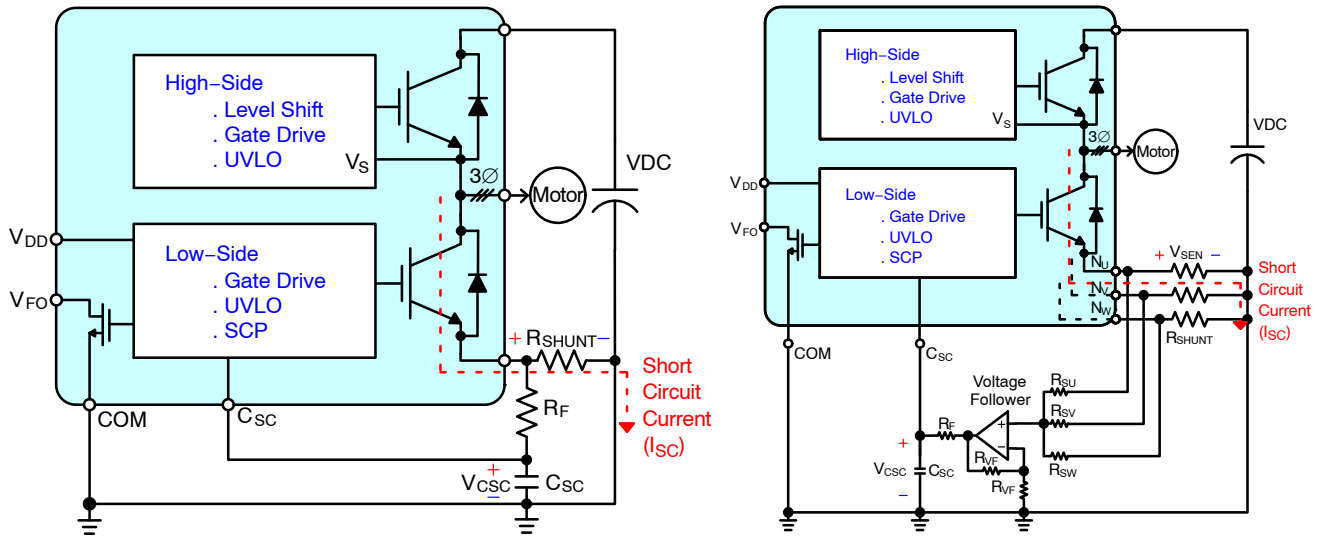 High−Side
. Level Shift
. Gate Drive
. UVLO
VS
3Ø
Motor
VDC
VDD
VFO
Low−Side
. Gate Drive
. UVLO
. SCP
+ RSHUNT −
Short
Circuit
Current
(ISC)
RF
COM
CSC
+
VCSC
−
CSC
High−Side
. Level Shift
. Gate Drive
. UVLO
VS
3Ø
Motor
VDC
VDD
VFO
Low−Side
. Gate Drive
. UVLO
. SCP
NU
NV
NW
+ VSEN −
Short
Circuit
Current
(ISC)
RSHUNT
COM
CSC
Voltage
Follower
RSU
RSV
RSW
+
−
RF
RVF
RVF
+
VCSC
−
CSC